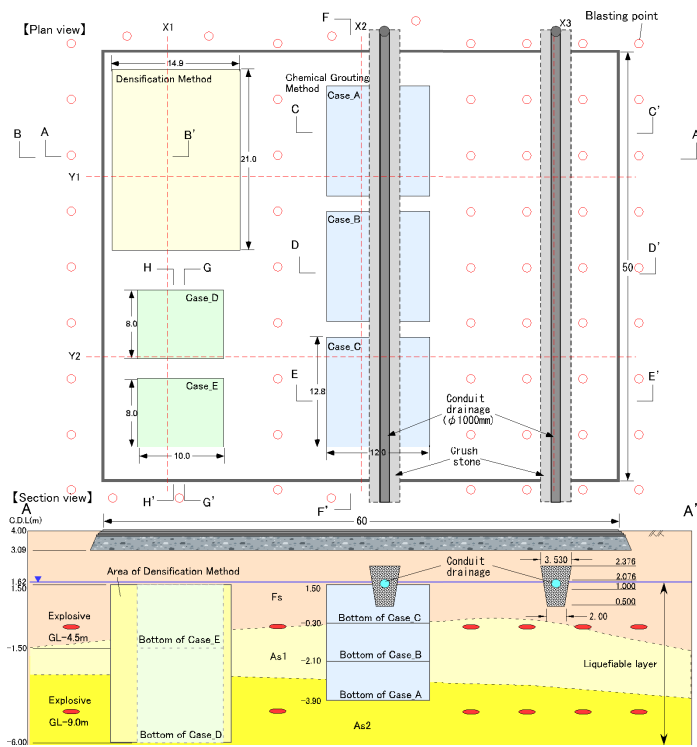 【Plan view】
X1
F
X2
X3
Blasting point
14.9
Densification Method
Chemical Grouting
Method
Case_A
C
C'
B
A
B'
A
21.0
Y1
Case_B
D
D'
H
G
50
Case_D
8.0
Y2
Case_C
Case_E
8.0
12.8
E
E'
Conduit
drainage
(φ1000mm)
10.0
12.0
Crush
stone
H'
G'
F'
【Section view】
A
A'
C.D.L(m)
60
4.00
3.09
Area of Densification Method
Conduit
drainage
3.530
2.376
2.076
1.62
1.50
1.50
1.000
0.500
Fs
2.00
Explosive
GL-4.5m
Bottom of Case_C
-0.30
Bottom of Case_E
-1.50
As1
Bottom of Case_B
-2.10
Liquefiable layer
Explosive
GL-9.0m
Bottom of Case_A
-3.90
As2
Bottom of Case_D
-6.00